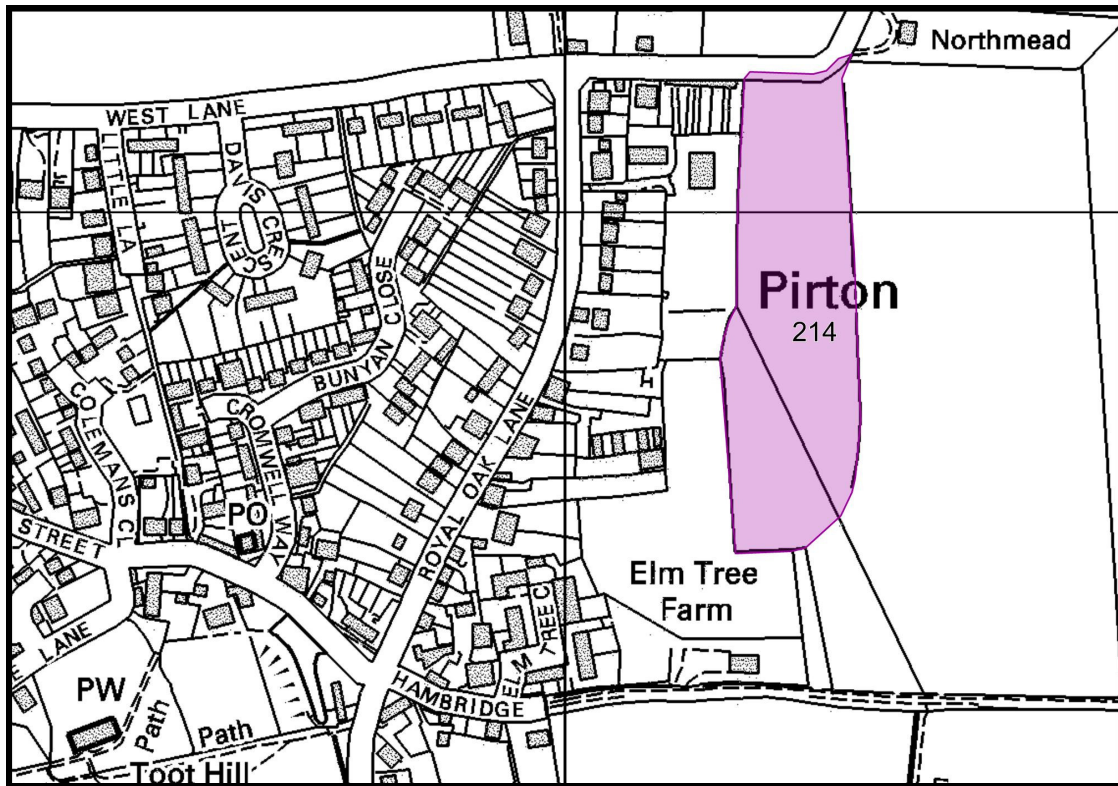 Northmead
WEST LANE
LITTLE LA
DAVIS CRESCENT
BUNYAN CLOSE
Pirton
214
CROMWELL WAY
COLEMANS CL
ROYAL OAK LANE
PO
STREET
Elm Tree
Farm
ELM TREE C
E LANE
PW
HAMBRIDGE
Path
Path
Toot Hill